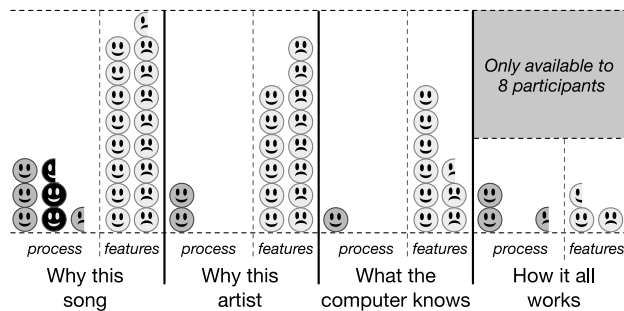 Only available to
8 participants
process features process features process features process features
Why this
song
Why this
artist
What the
computer knows
How it all
works